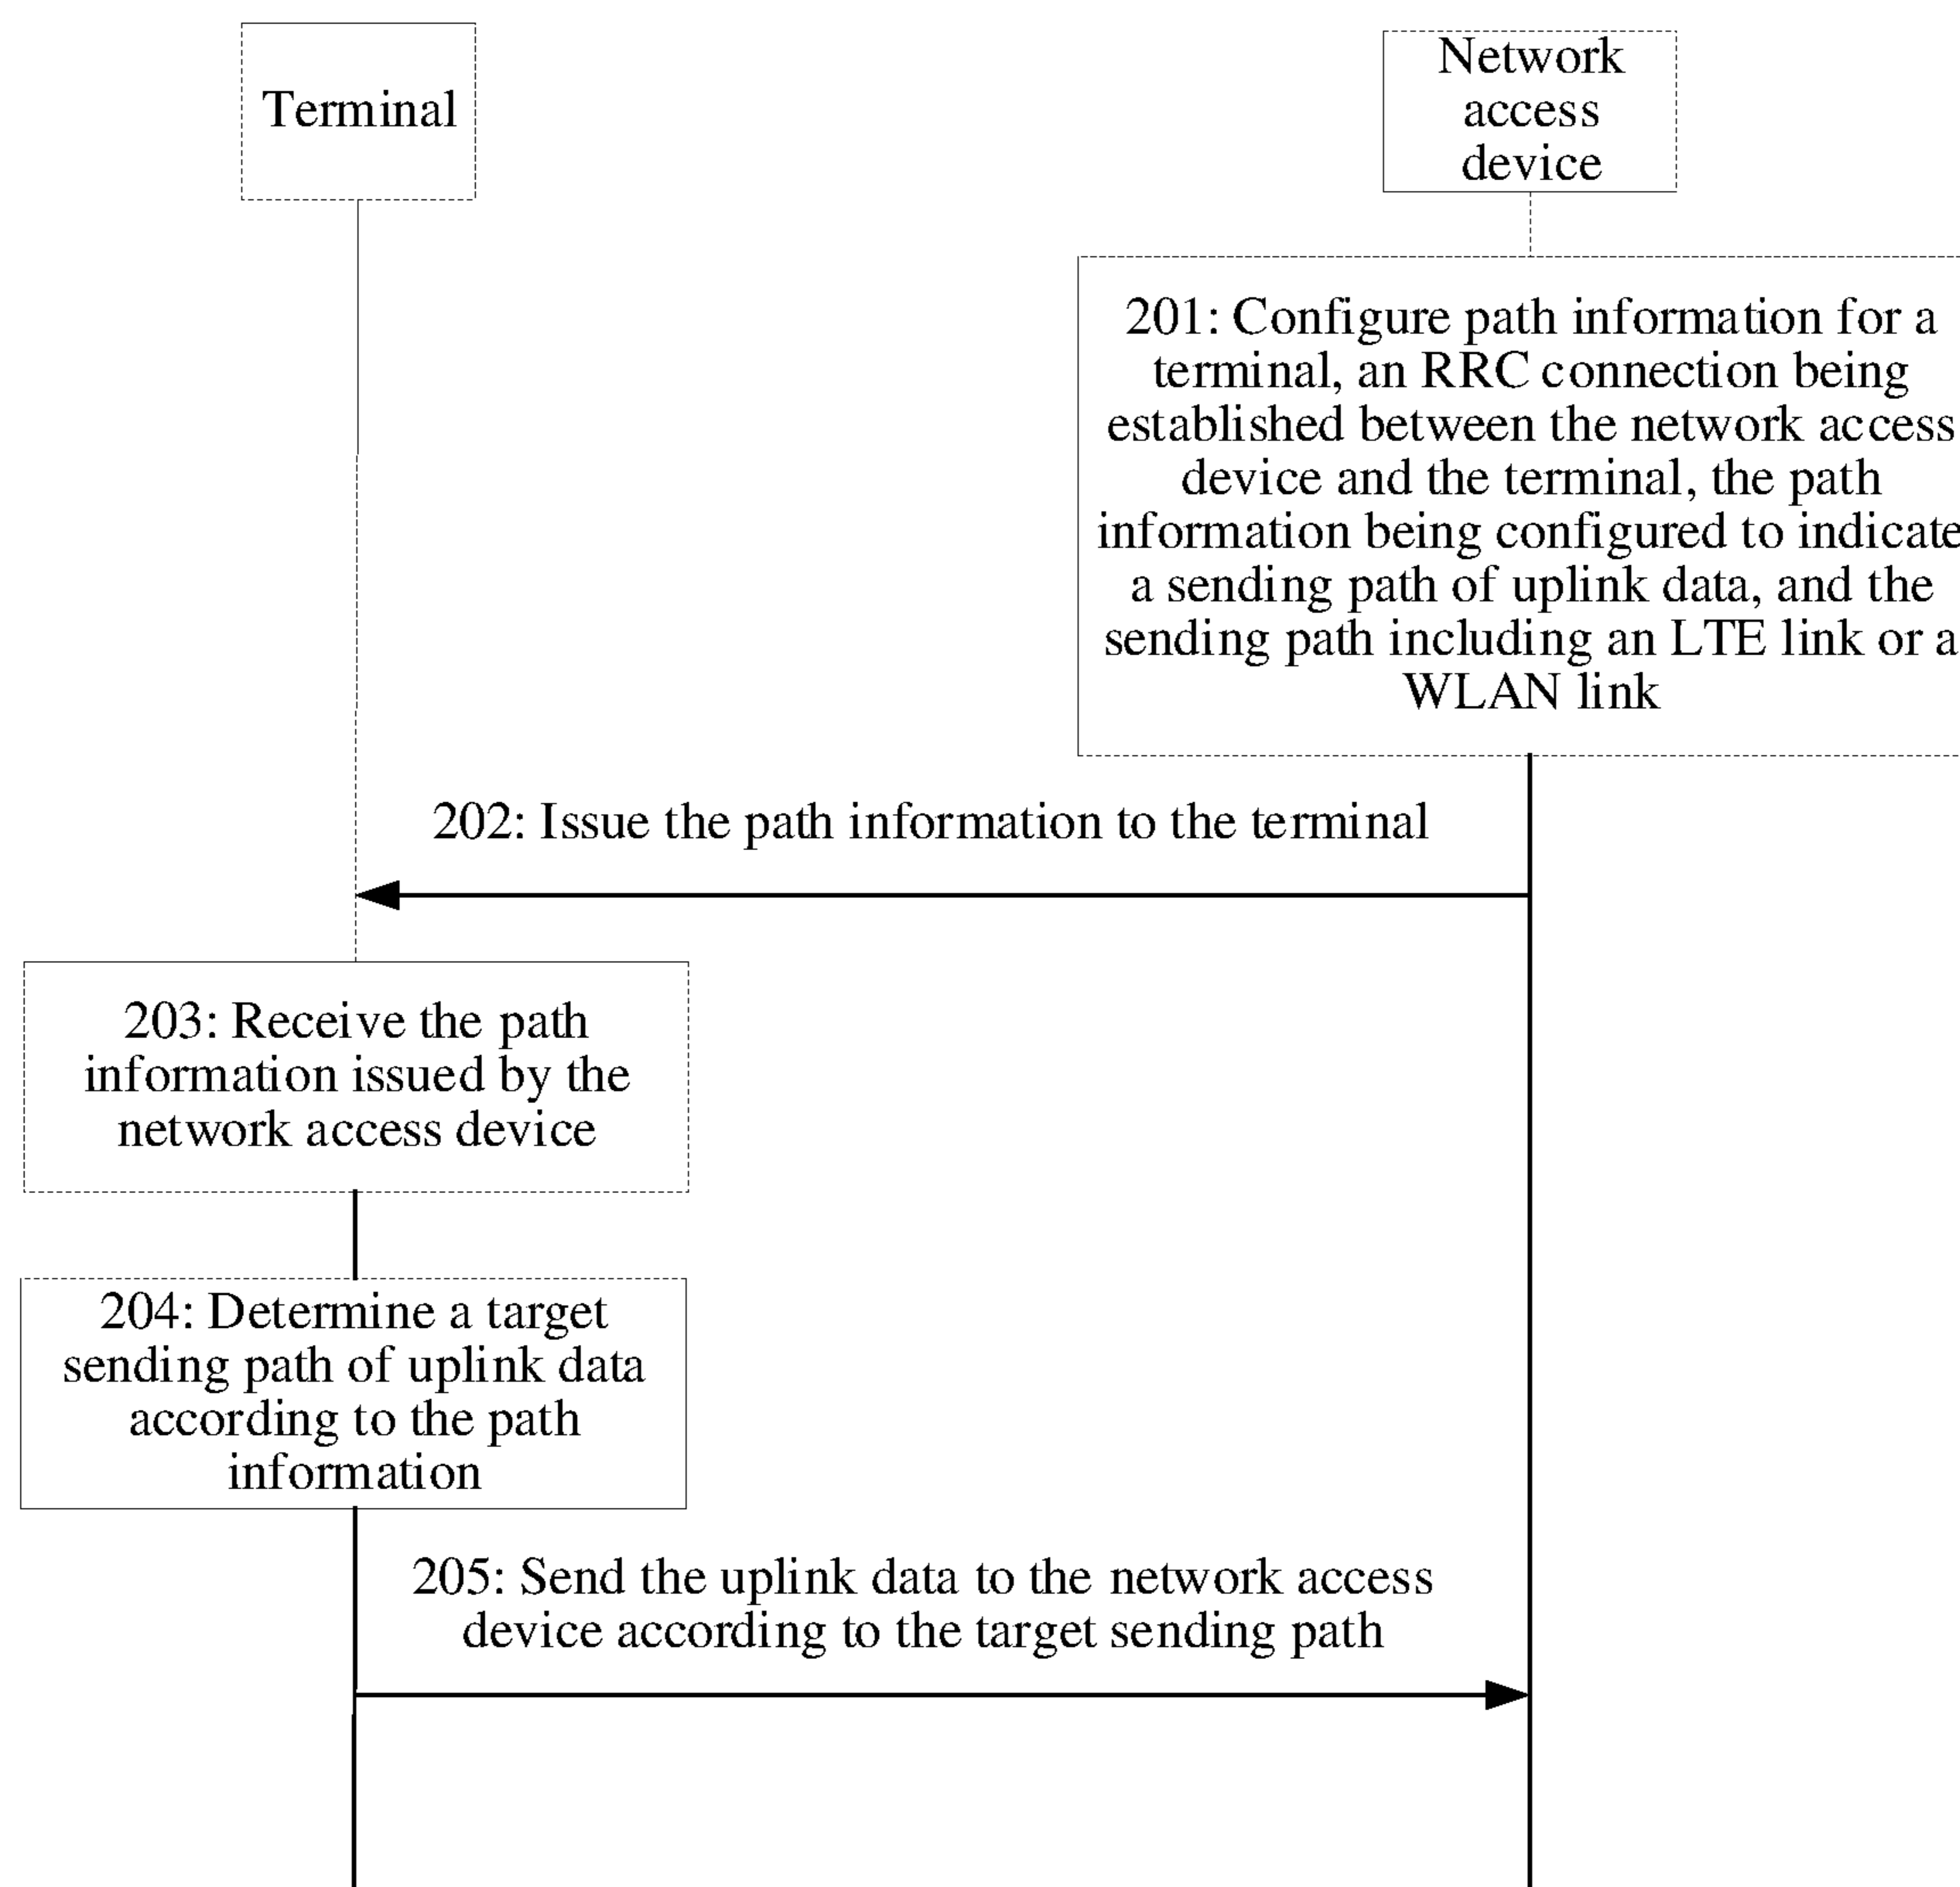 Terminal
Network
access
device
201: Configure path information for a
terminal, an RRC connection being
established between the network access
device and the terminal, the path
information being configured to indicate
a sending path of uplink data, and the
sending path including an LTE link or a
WLAN link
202: Issue the path information to the terminal
203: Receive the path
information issued by the
network access device
204: Determine a target
sending path of uplink data
according to the path
information
205: Send the uplink data to the network access
device according to the target sending path